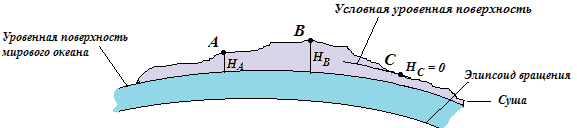 Условная уровенная поверхность
Уровенная поверхность
мирового океана
A
B
C
H_A
H_B
H_C = 0
Элипсоид вращения
Суша